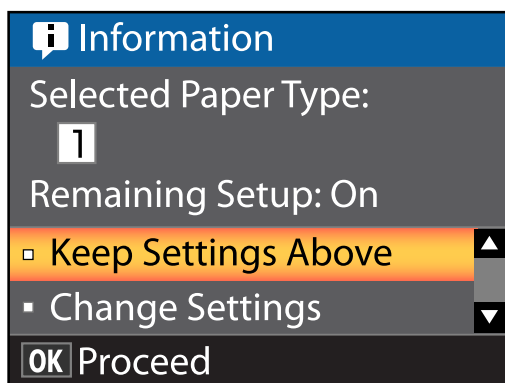 Information
Selected Paper Type:
1
Remaining Setup: On
Keep Settings Above
Change Settings
OK Proceed